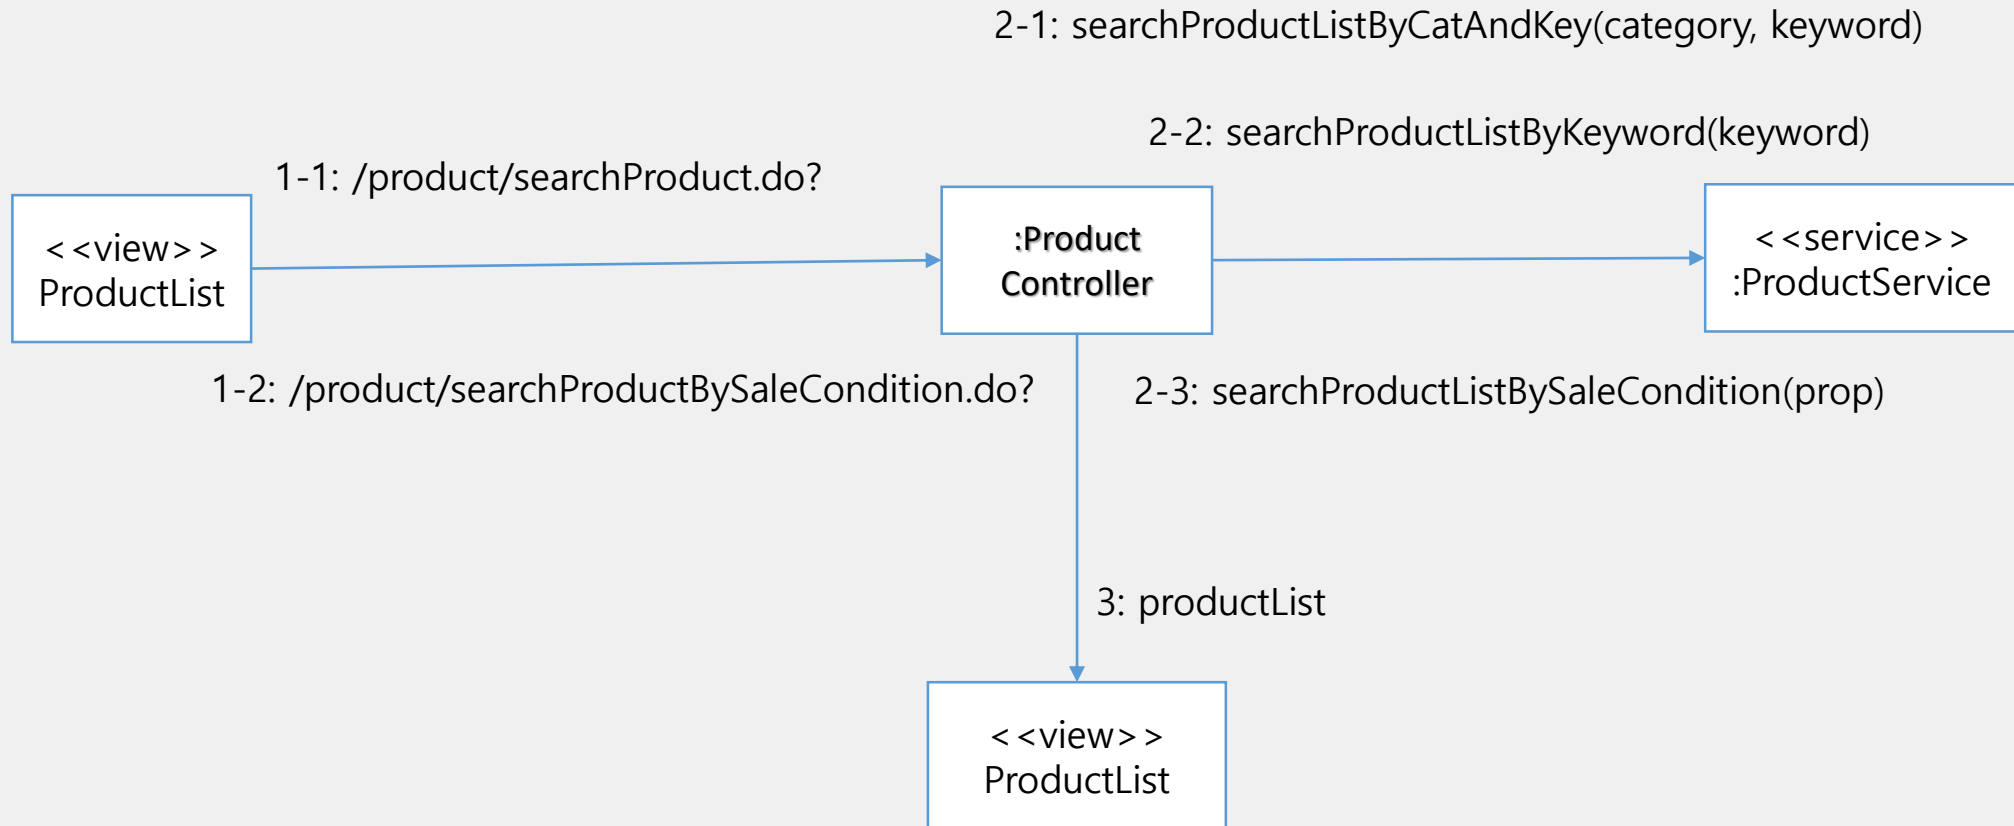 2-1: searchProductListByCatAndKey(category, keyword)
2-2: searchProductListByKeyword(keyword)
1-1: /product/searchProduct.do?
<<view>>
ProductList
:Product
Controller
<<service>>
:ProductService
1-2: /product/searchProductBySaleCondition.do?
2-3: searchProductListBySaleCondition(prop)
3: productList
<<view>>
ProductList